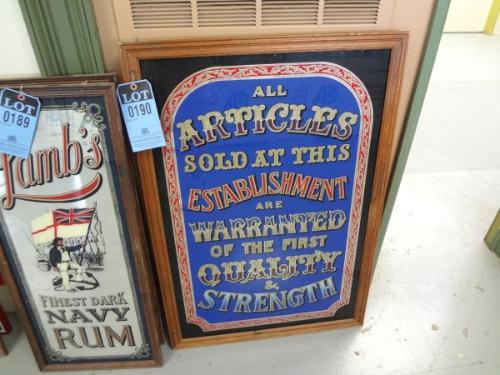 LOT
0189
Lamb's
FINEST DARK
NAVY
RUM
LOT
0190
ALL
ARTICLES
SOLD AT THIS
ESTABLISHMENT
ARE
WARRANTED
OF THE FIRST
QUALITY
&
STRENGTH